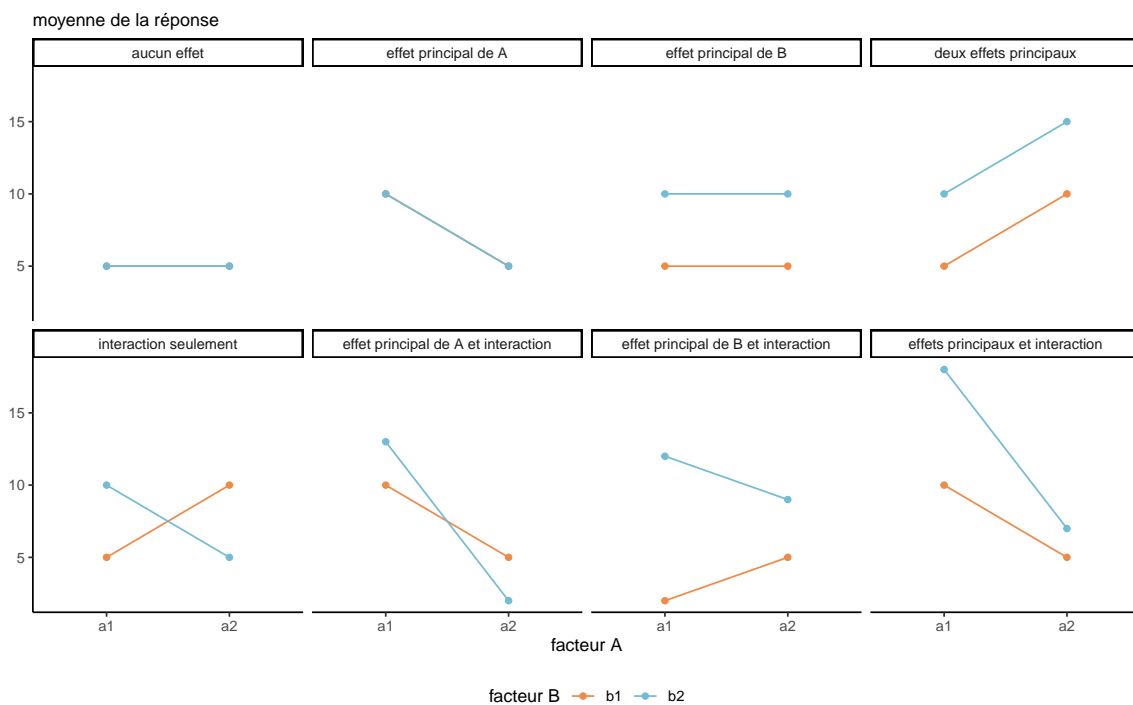 moyenne de la réponse
aucun effet
effet principal de A
effet principal de B
deux effets principaux
15
10
5
interaction seulement
effet principal de A et interaction
effet principal de B et interaction
effets principaux et interaction
15
10
5
a1 a2 a1 a2 a1 a2 a1 a2
facteur A
facteur B b1 b2